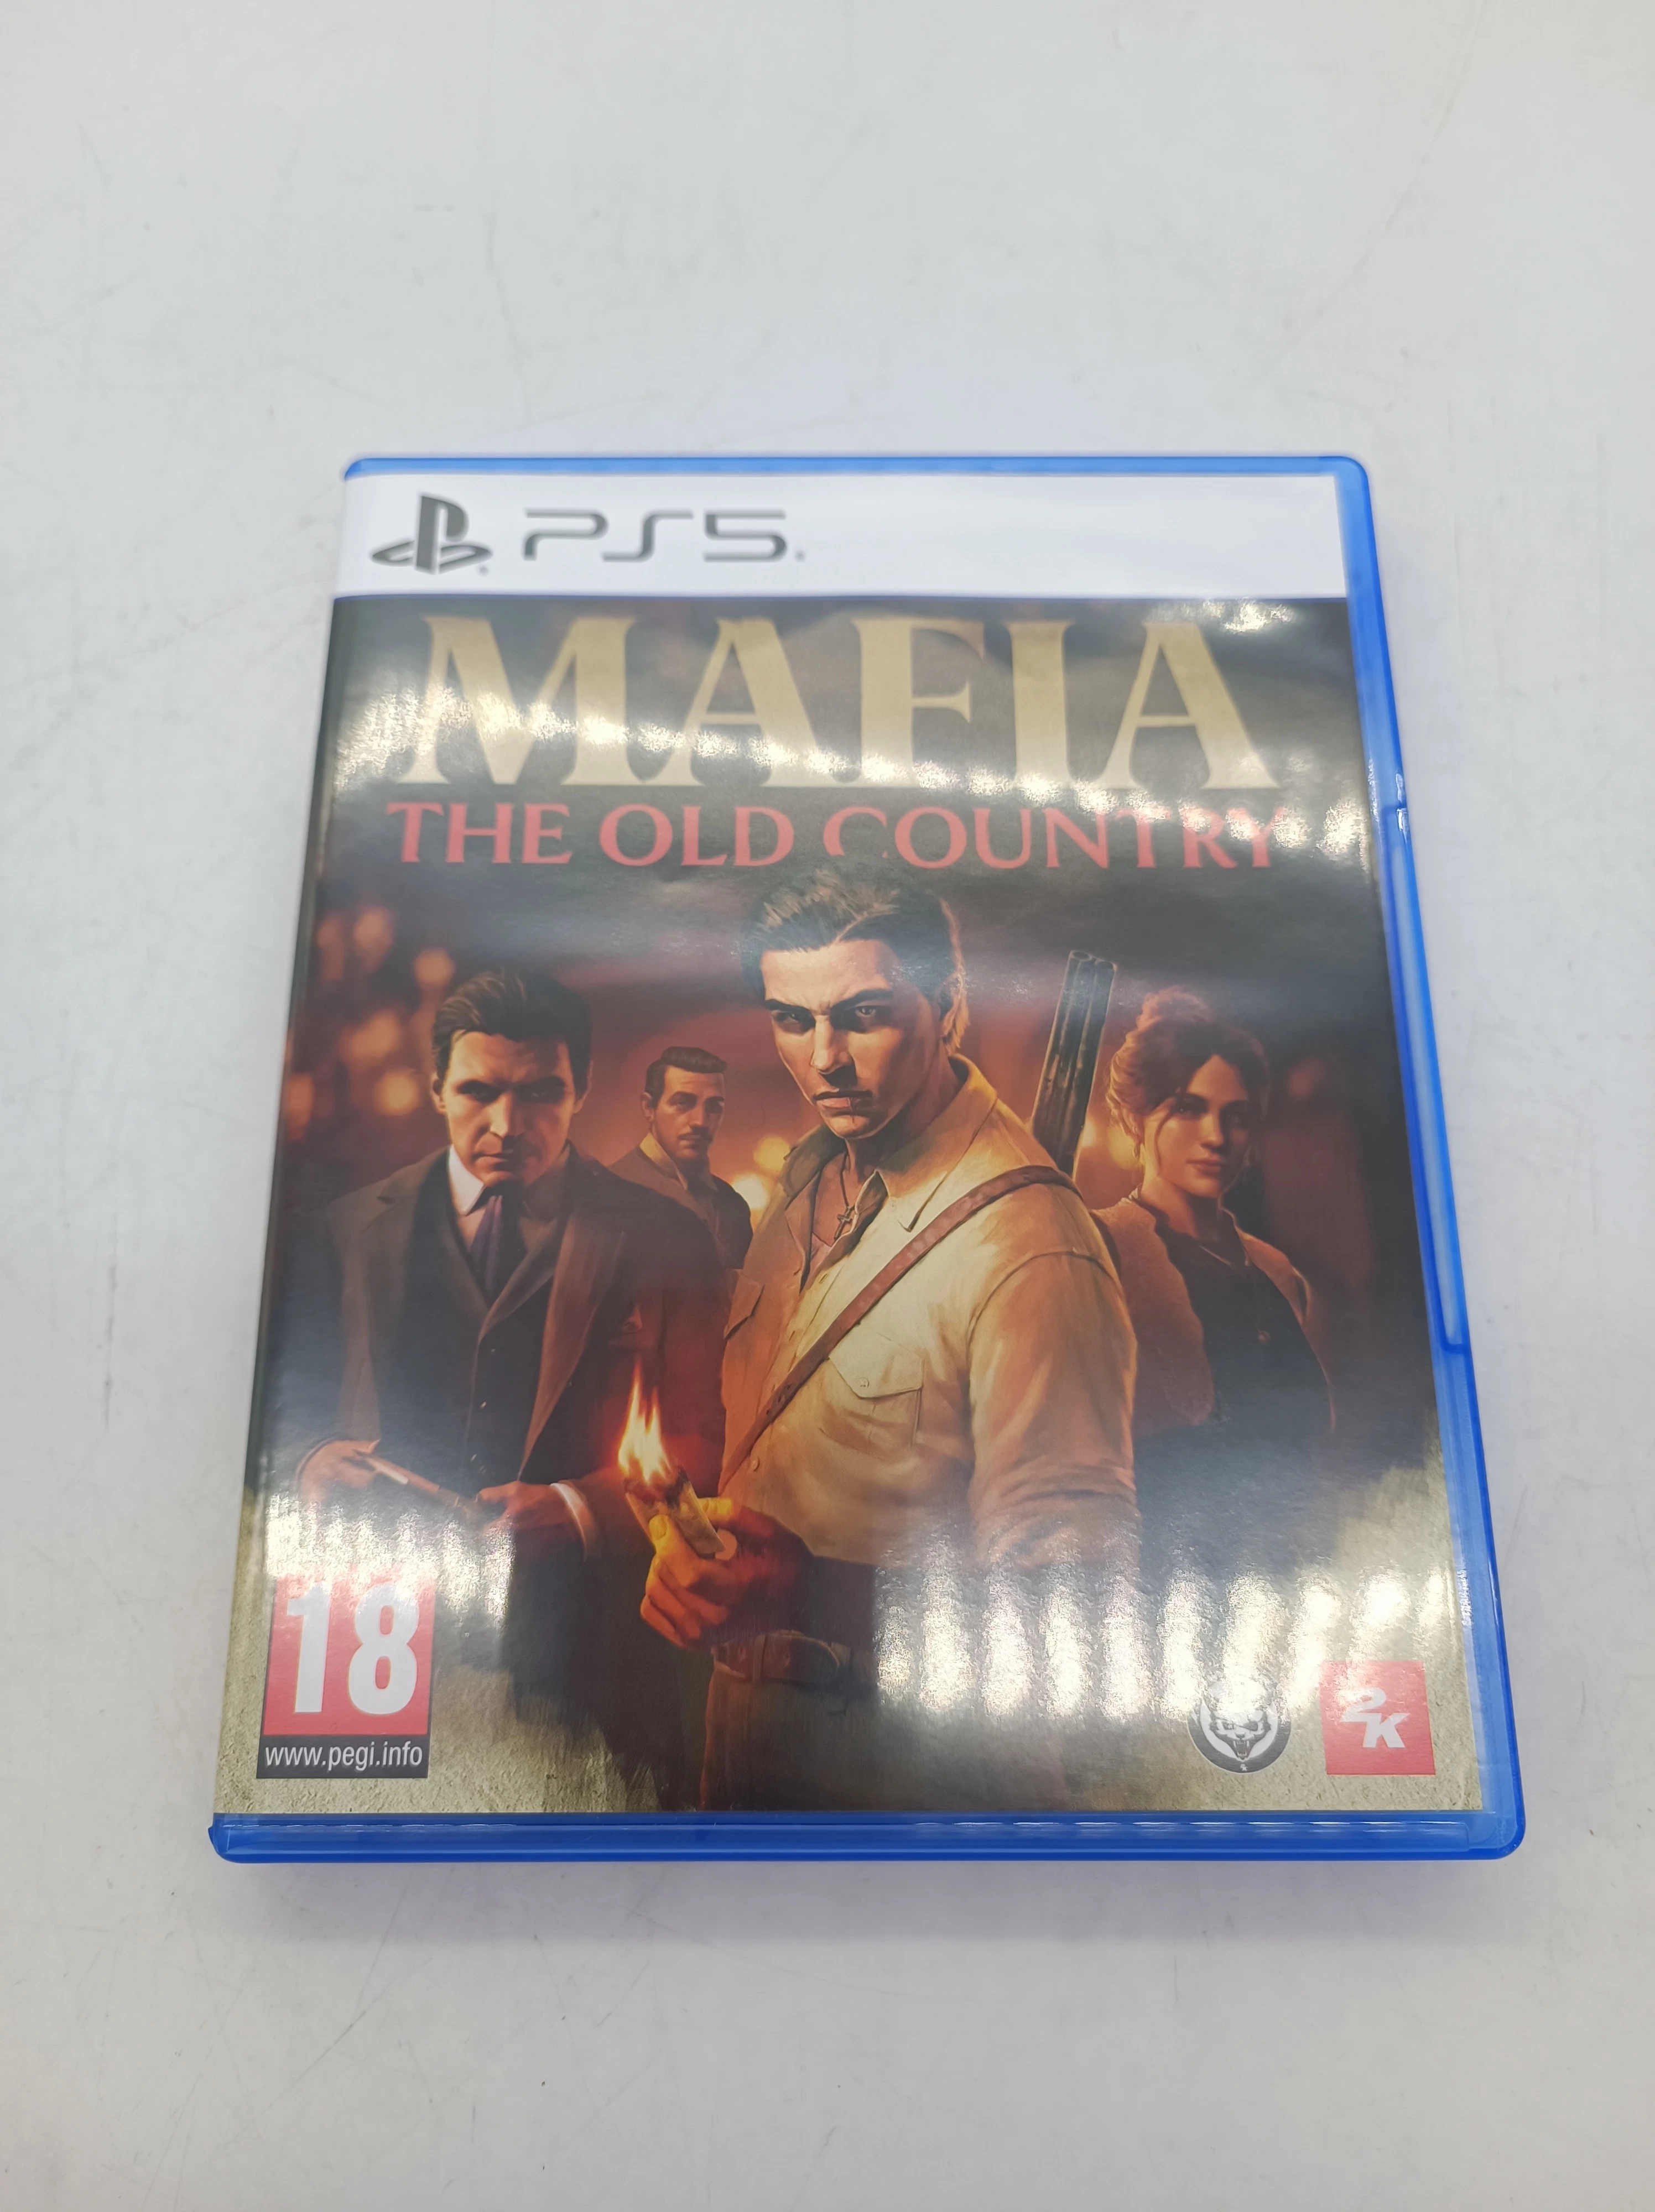 PS5
MAFIA
THE OLD COUNTRY
18
www.pegi.info
2K